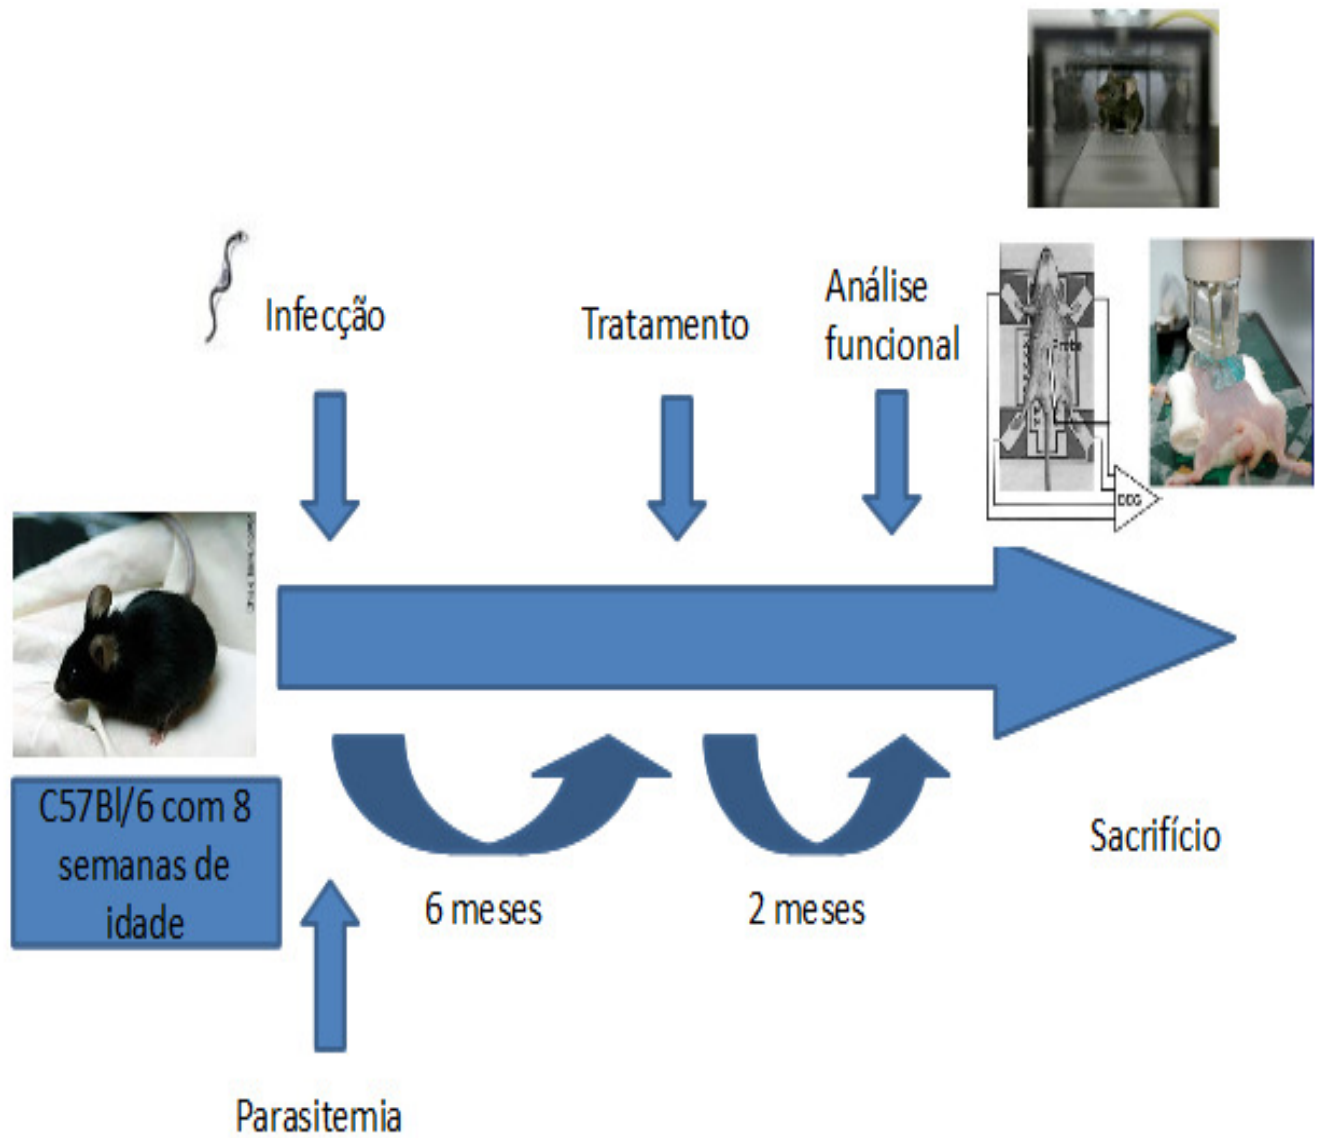 Infecção
Tratamento
Análise
funcional
C57Bl/6 com 8
semanas de
idade
6 meses
2 meses
Sacrifício
Parasitemia